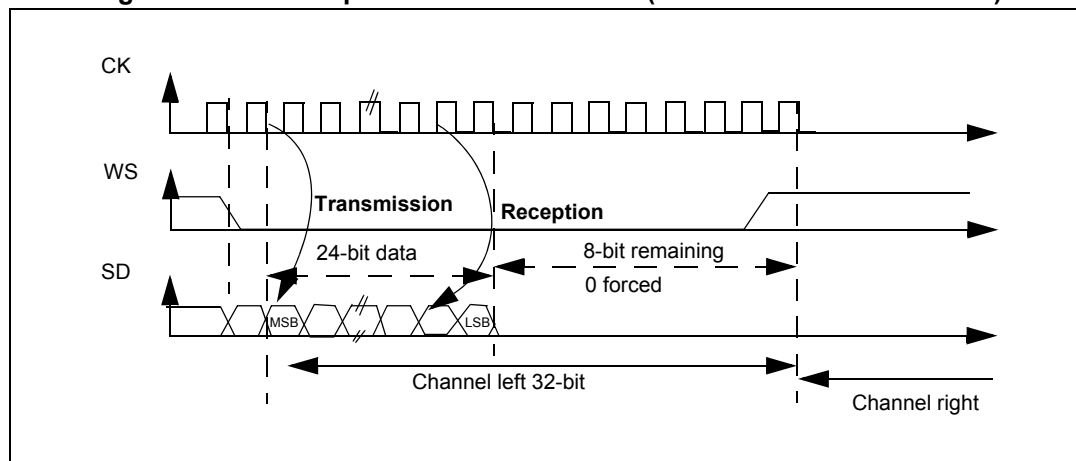 CK
WS
Transmission
Reception
24-bit data
8-bit remaining
0 forced
SD
MSB
LSB
Channel left 32-bit
Channel right